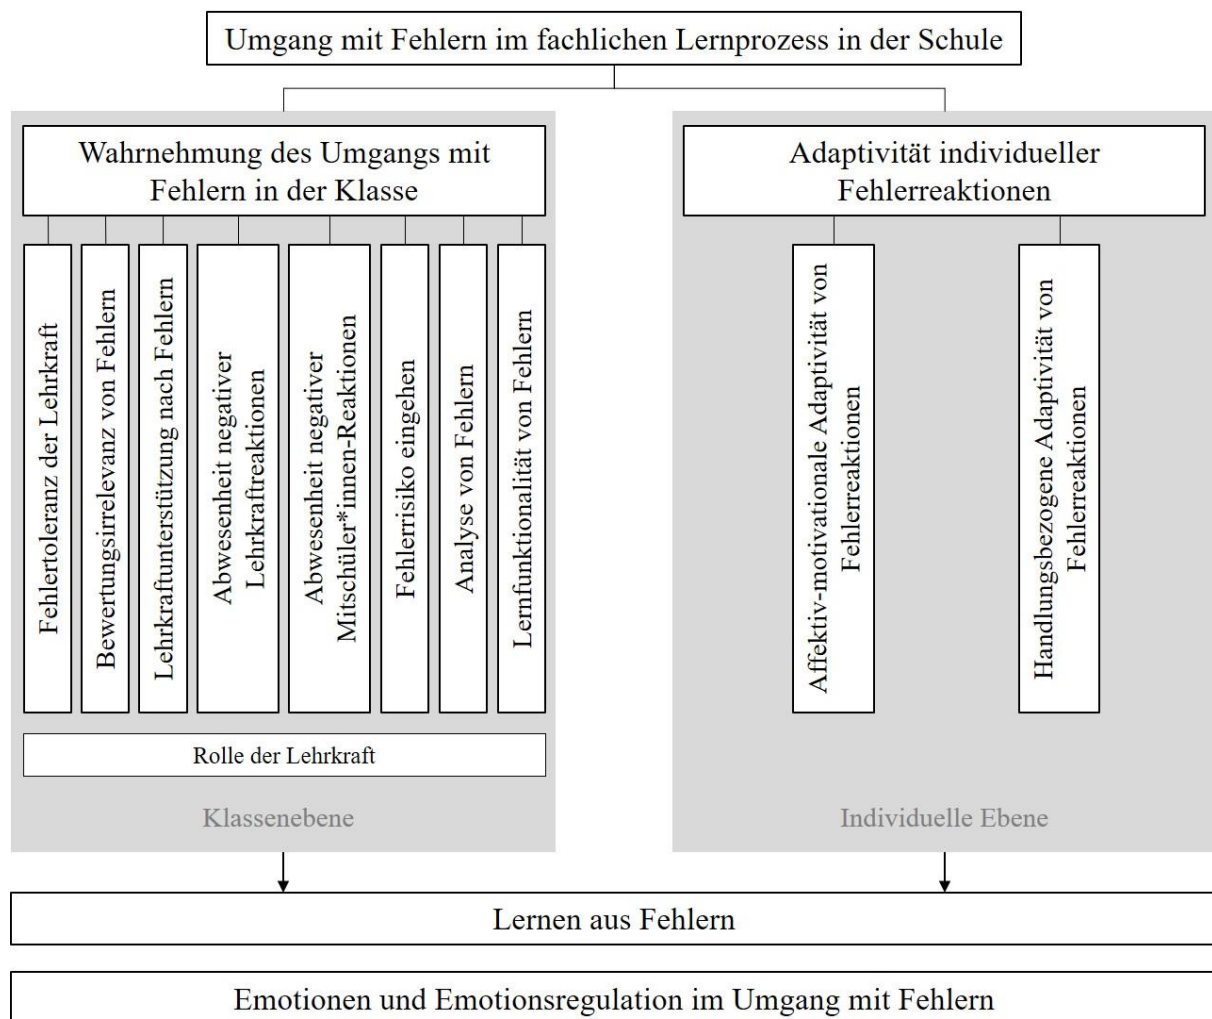 Umgang mit Fehlern im fachlichen Lernprozess in der Schule
Wahrnehmung des Umgangs mit
Fehlern in der Klasse
Fehlertoleranz der Lehrkraft
Bewertungsirrelevanz von Fehlern
Lehrkraftunterstützung nach Fehlern
Abwesenheit negativer
Lehrkraftreaktionen
Abwesenheit negativer
Mitschüler*innen-Reaktionen
Fehlerrisiko eingehen
Analyse von Fehlern
Lernfunktionalität von Fehlern
Rolle der Lehrkraft
Klassenebene
Adaptivität individueller
Fehlerreaktionen
Affektiv-motivationale Adaptivität von
Fehlerreaktionen
Handlungsbezogene Adaptivität von
Fehlerreaktionen
Individuelle Ebene
Lernen aus Fehlern
Emotionen und Emotionsregulation im Umgang mit Fehlern